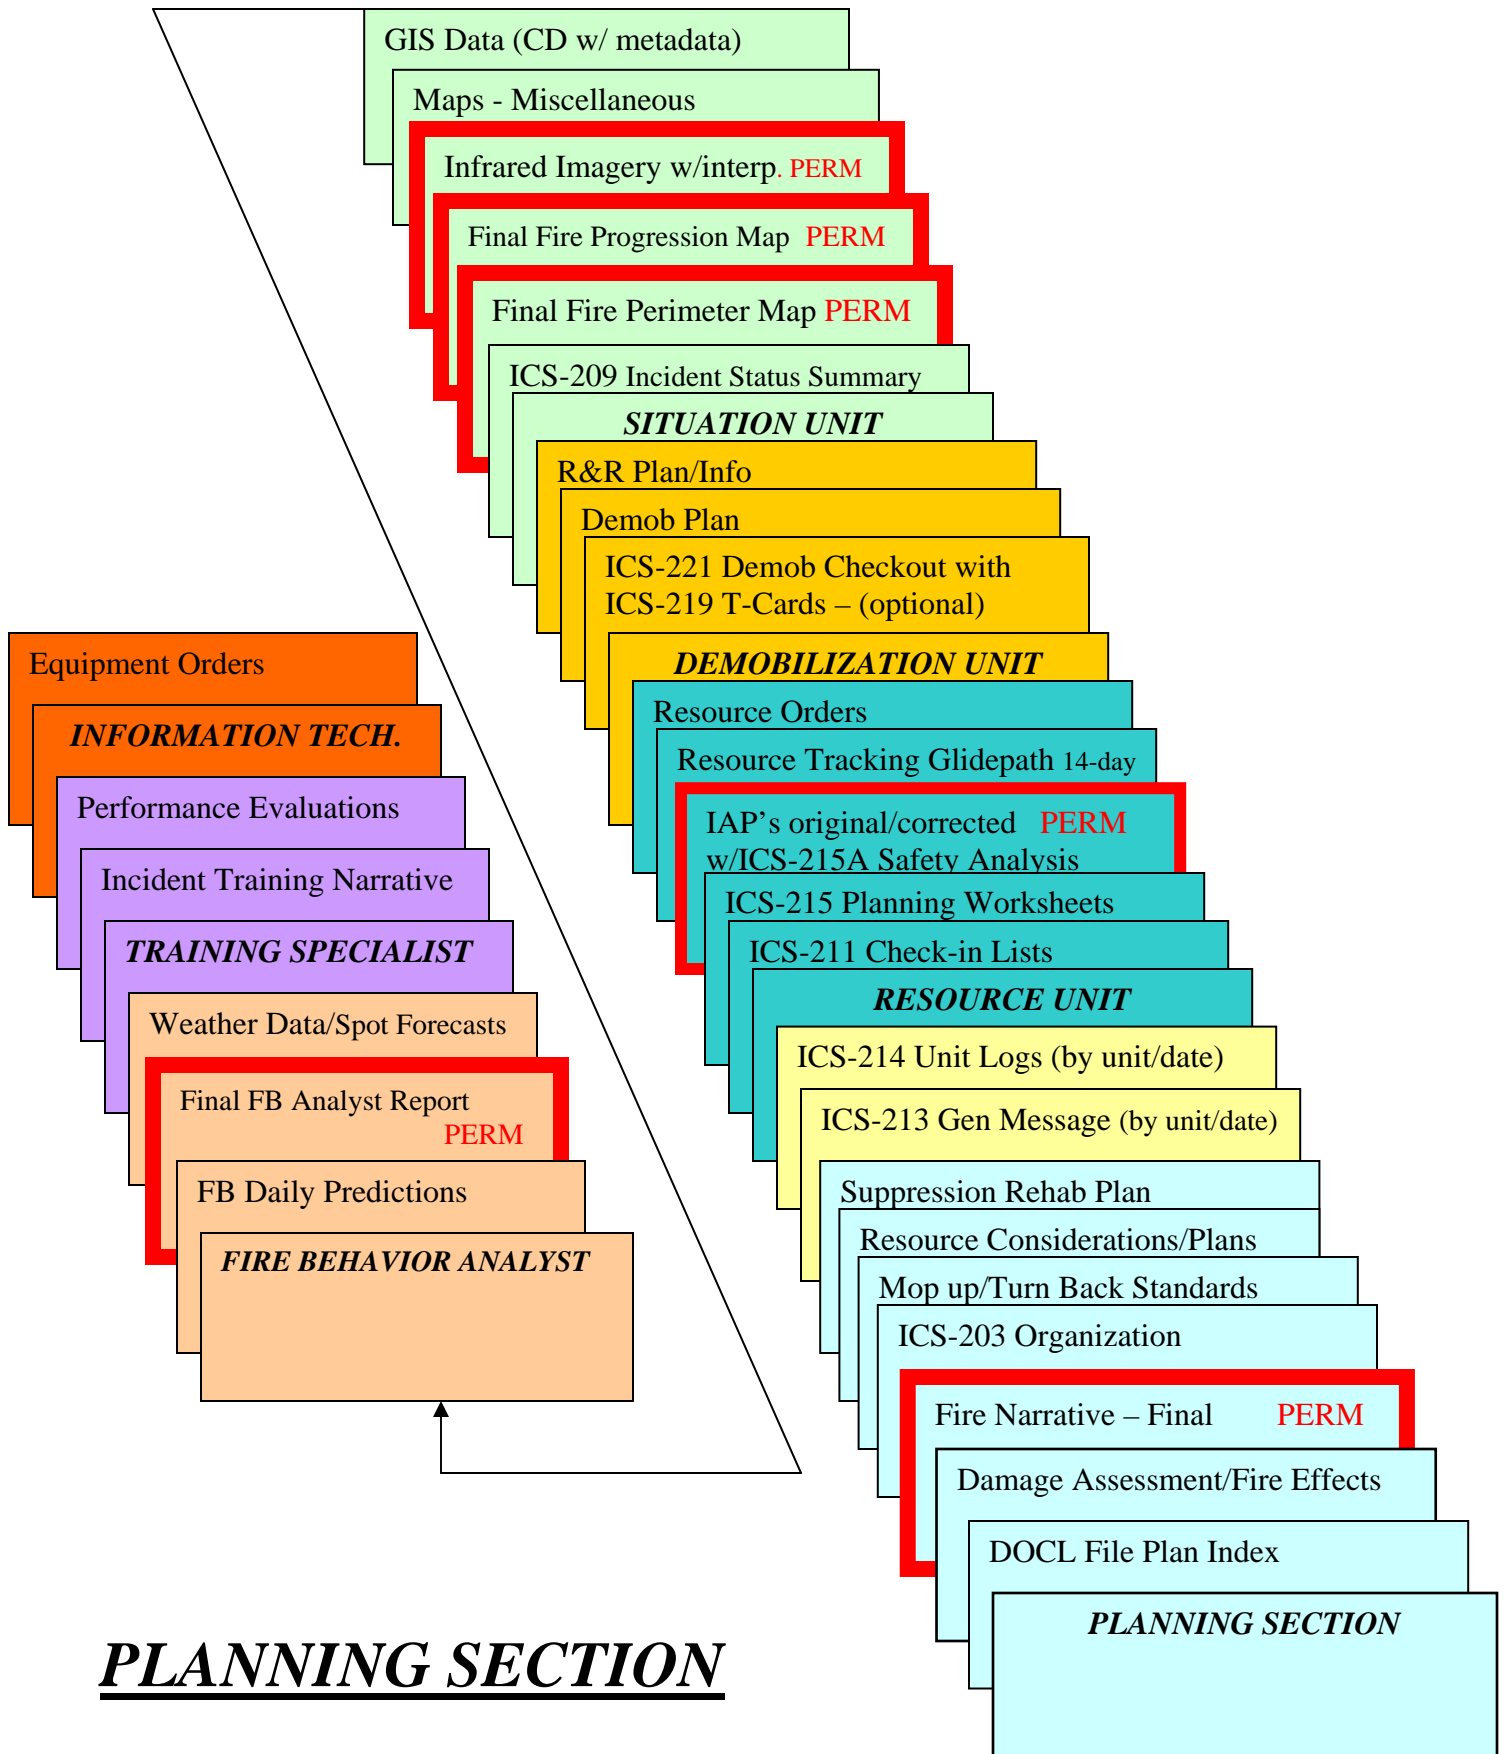 GIS Data (CD w/ metadata)
Maps - Miscellaneous
Infrared Imagery w/interp. PERM
Final Fire Progression Map PERM
Final Fire Perimeter Map PERM
ICS-209 Incident Status Summary
SITUATION UNIT
R&R Plan/Info
Demob Plan
ICS-221 Demob Checkout with
ICS-219 T-Cards – (optional)
DEMOBILIZATION UNIT
Resource Orders
Resource Tracking Glidepath 14-day
IAP’s original/corrected PERM
w/ICS-215A Safety Analysis
ICS-215 Planning Worksheets
ICS-211 Check-in Lists
RESOURCE UNIT
ICS-214 Unit Logs (by unit/date)
ICS-213 Gen Message (by unit/date)
Suppression Rehab Plan
Resource Considerations/Plans
Mop up/Turn Back Standards
ICS-203 Organization
Fire Narrative – Final PERM
Damage Assessment/Fire Effects
DOCL File Plan Index
PLANNING SECTION
Equipment Orders
INFORMATION TECH.
Performance Evaluations
Incident Training Narrative
TRAINING SPECIALIST
Weather Data/Spot Forecasts
Final FB Analyst Report
PERM
FB Daily Predictions
FIRE BEHAVIOR ANALYST
PLANNING SECTION